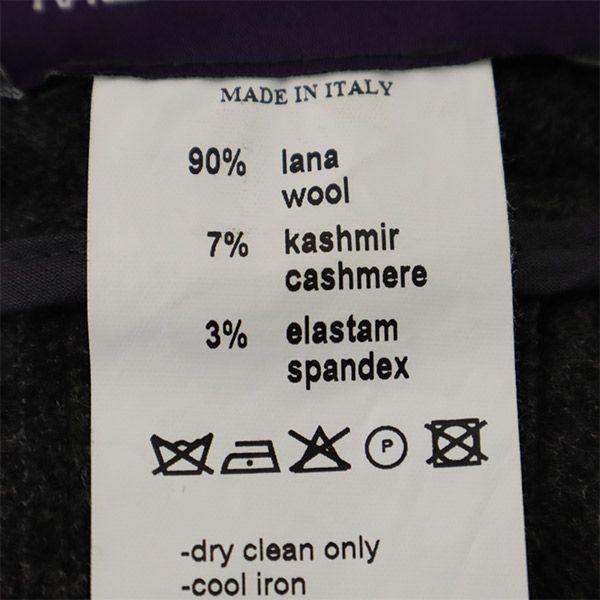 MADE IN ITALY
90% lana
wool
7% kashmir
cashmere
3% elastam
spandex
P
-dry clean only
-cool iron